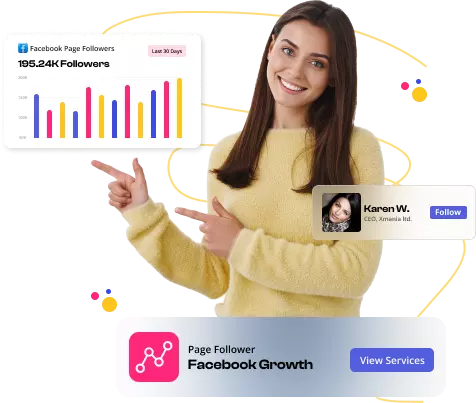 Facebook Page Followers
Last 30 Days
195.24K Followers
Karen W.
CEO, Xmenia ltd.
Follow
Page Follower
Facebook Growth
View Services